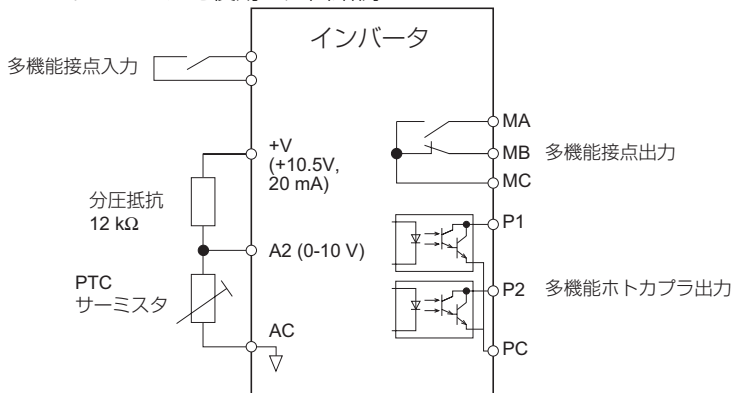 インバータ
多機能接点入力
+V
(+10.5V,
20 mA)
分圧抵抗
12 kΩ
A2 (0-10 V)
PTC
サーミスタ
AC
MA
MB 多機能接点出力
MC
P1
P2 多機能ホトカプラ出力
PC